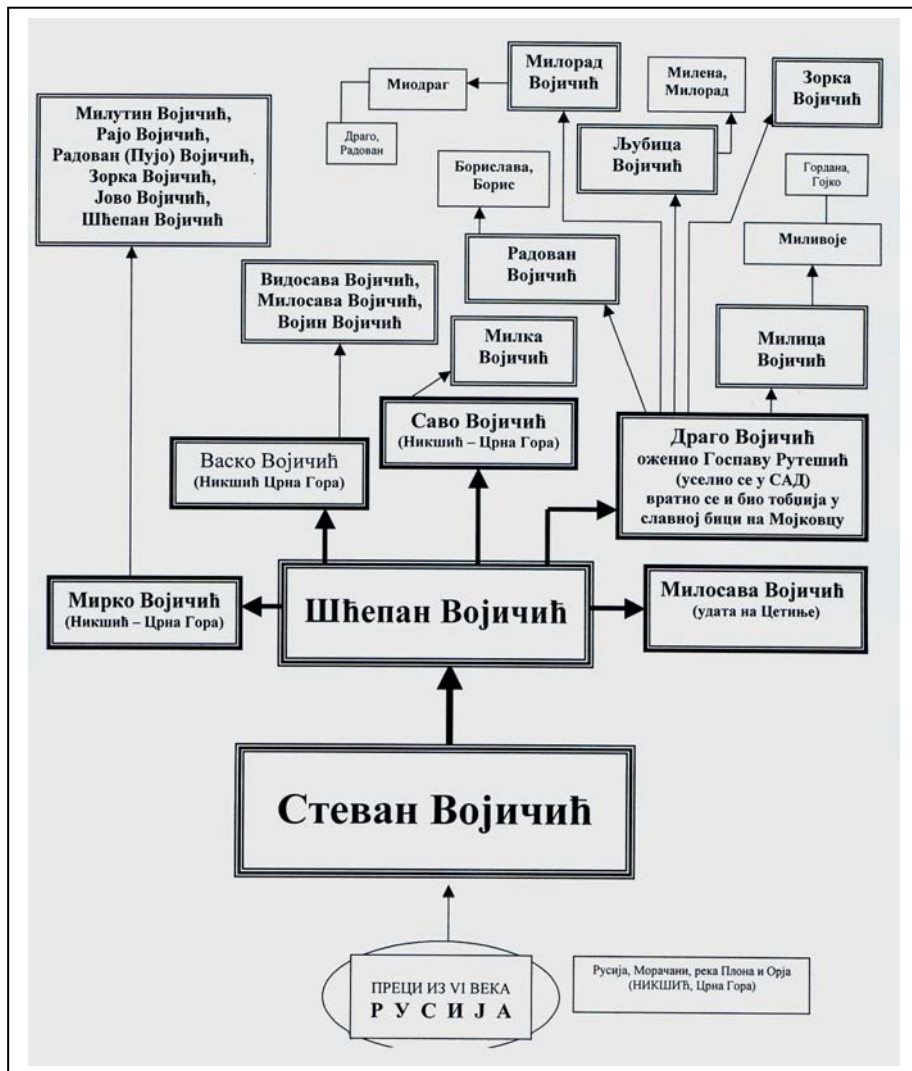 Милорад
Војичић
Миодраг
Драго,
Радован
Милена,
Милорад
Зорка
Војичић
Милутин Војичић,
Рајо Војичић,
Радован (Пујо) Војичић,
Зорка Војичић,
Јово Војичић,
Шћепан Војичић
Љубица
Војичић
Борислава,
Борис
Гордана,
Гојко
Миливоје
Радован
Војичић
Видосава Војичић,
Милосава Војичић,
Војин Војичић
Милка
Војичић
Милица
Војичић
Саво Војичић
(Никшић – Црна Гора)
Васко Војичић
(Никшић Црна Гора)
Драго Војичић
оженио Госпаву Рутешић
(уселио се у САД)
вратио се и био тобџија у
славној бици на Мојковцу
Мирко Војичић
(Никшић – Црна Гора)
Шћепан Војичић
Милосава Војичић
(удата на Цетиње)
Стеван Војичић
ПРЕЦИ ИЗ VI ВЕКА
Р У С И Ј А
Русија, Морачани, река Плона и Орја
(НИКШИЋ, Црна Гора)